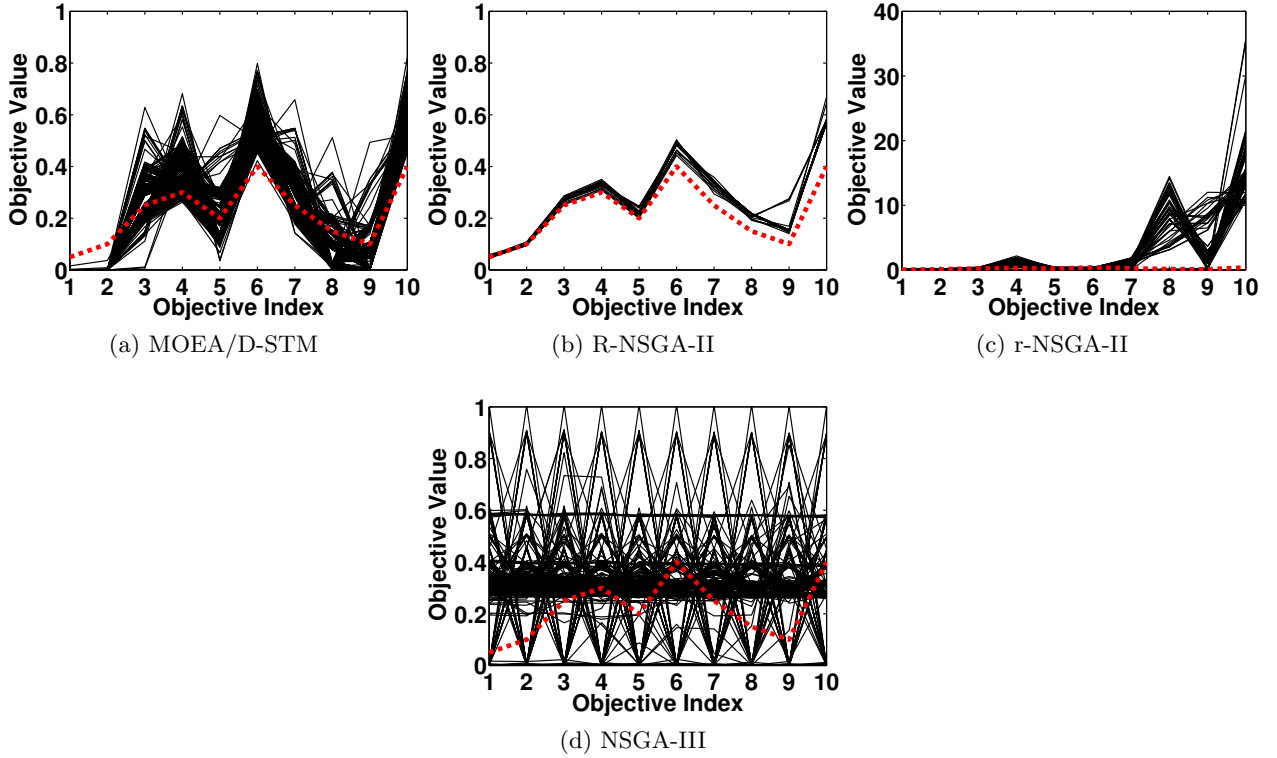 1
0.8
0.6
0.4
0.2
0
Objective Value
1 2 3 4 5 6 7 8 9 10
Objective Index
(a) MOEA/D-STM
1
0.8
0.6
0.4
0.2
0
Objective Value
1 2 3 4 5 6 7 8 9 10
Objective Index
(b) R-NSGA-II
40
30
20
10
0
Objective Value
1 2 3 4 5 6 7 8 9 10
Objective Index
(c) r-NSGA-II
1
0.8
0.6
0.4
0.2
0
Objective Value
1 2 3 4 5 6 7 8 9 10
Objective Index
(d) NSGA-III